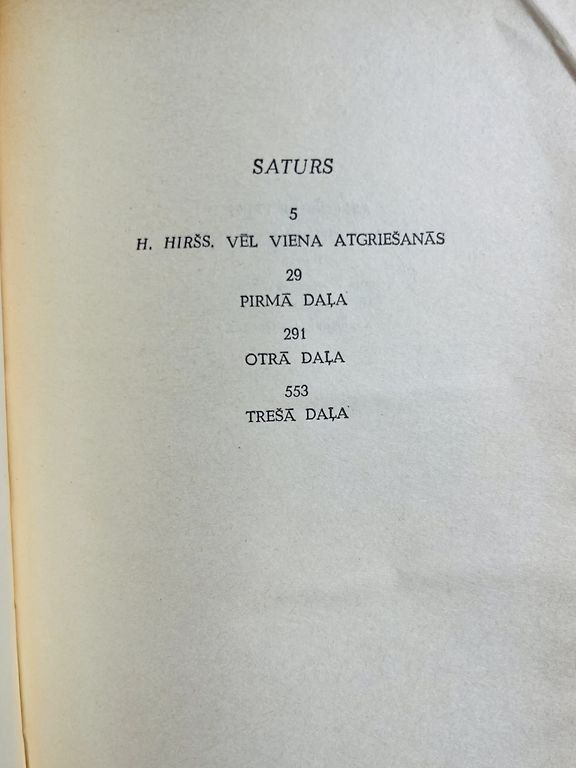 SATURS
5
H. HIRŠS. VĒL VIENA ATGRIEŠANĀS
29
PIRMĀ DAĻA
291
OTRĀ DAĻA
553
TREŠĀ DAĻA